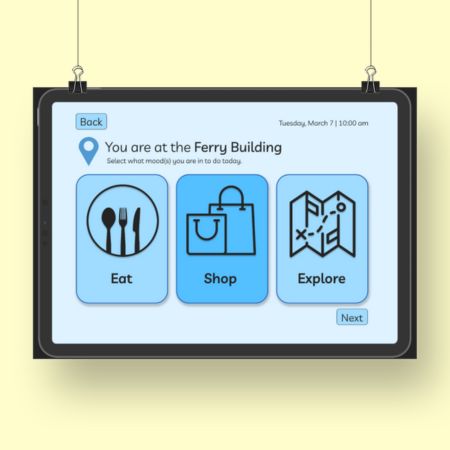 Back
Tuesday, March 7 | 10:00 am
You are at the Ferry Building
Select what mood(s) you are in to do today.
Eat
Shop
Explore
Next